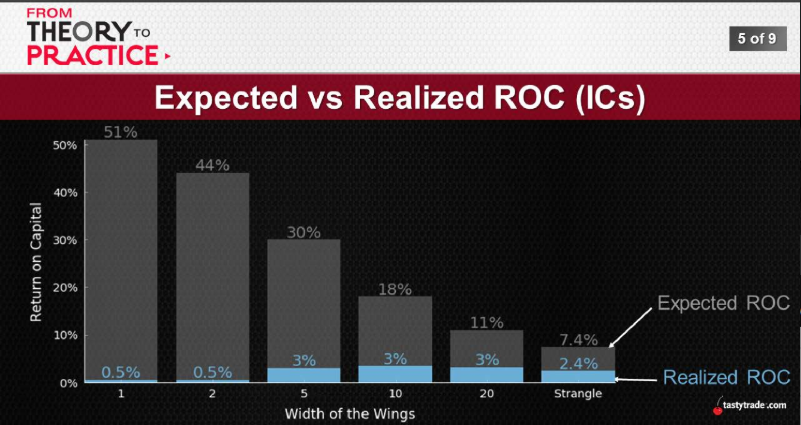 FROM
THEORY TO
PRACTICE
5 of 9
Expected vs Realized ROC (ICs)
Return on Capital
50%
40%
30%
20%
10%
0%
51%
44%
30%
18%
11%
7.4%
0.5%
0.5%
3%
3%
3%
2.4%
Expected ROC
Realized ROC
1
2
5
10
20
Strangle
Width of the Wings
tastytrade.com